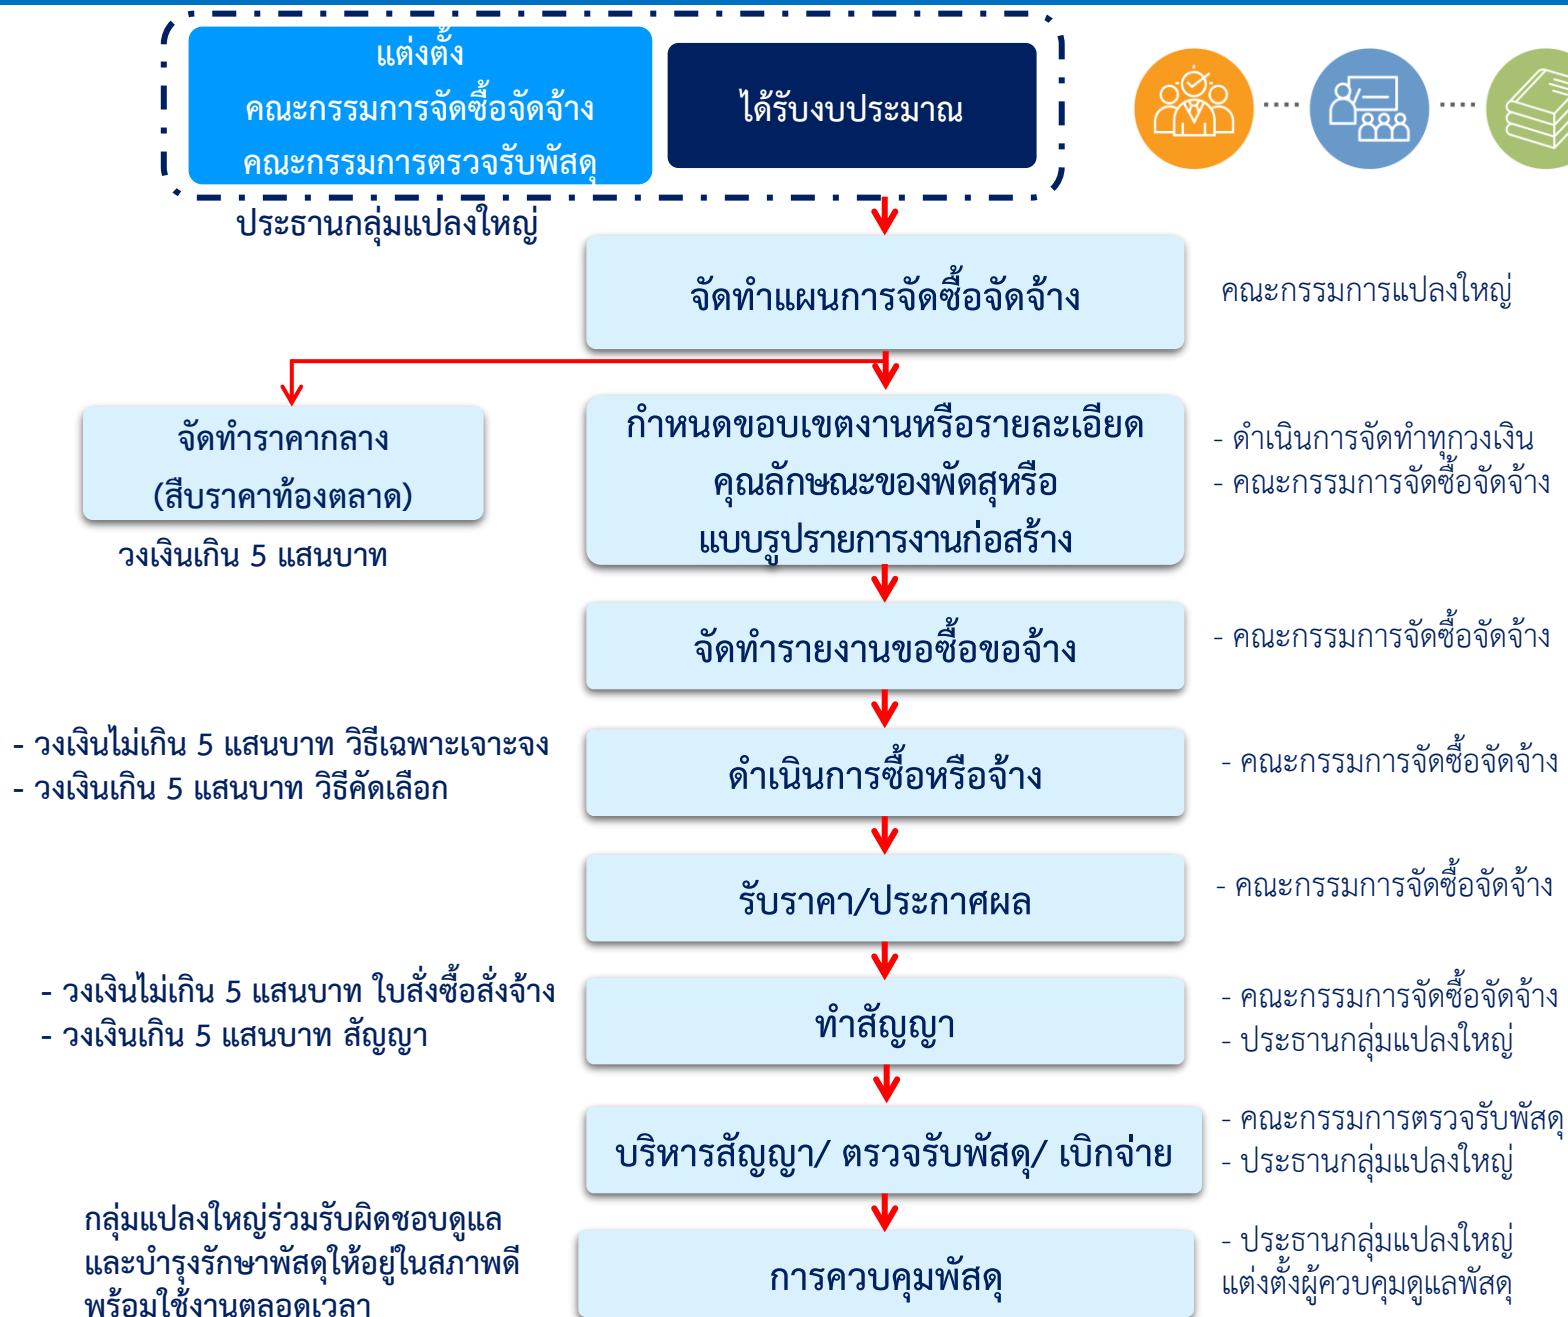 แต่งตั้ง
คณะกรรมการจัดซื้อจัดจ้าง
คณะกรรมการตรวจรับพัสดุ
ได้รับงบประมาณ
ประธานกลุ่มแปลงใหญ่
จัดทำแผนการจัดซื้อจัดจ้าง
คณะกรรมการแปลงใหญ่
จัดทำราคากลาง
(สืบราคาท้องตลาด)
วงเงินเกิน 5 แสนบาท
กำหนดขอบเขตงานหรือรายละเอียด
คุณลักษณะของพัดสุหรือ
แบบรูปรายการงานก่อสร้าง
- ดำเนินการจัดทำทุกวงเงิน
- คณะกรรมการจัดซื้อจัดจ้าง
จัดทำรายงานขอซื้อขอจ้าง
- คณะกรรมการจัดซื้อจัดจ้าง
- วงเงินไม่เกิน 5 แสนบาท วิธีเฉพาะเจาะจง
- วงเงินเกิน 5 แสนบาท วิธีคัดเลือก
ดำเนินการซื้อหรือจ้าง
- คณะกรรมการจัดซื้อจัดจ้าง
รับราคา/ประกาศผล
- คณะกรรมการจัดซื้อจัดจ้าง
- วงเงินไม่เกิน 5 แสนบาท ใบสั่งซื้อสั่งจ้าง
- วงเงินเกิน 5 แสนบาท สัญญา
ทำสัญญา
- คณะกรรมการจัดซื้อจัดจ้าง
- ประธานกลุ่มแปลงใหญ่
บริหารสัญญา/ ตรวจรับพัสดุ/ เบิกจ่าย
- คณะกรรมการตรวจรับพัสดุ
- ประธานกลุ่มแปลงใหญ่
กลุ่มแปลงใหญ่ร่วมรับผิดชอบดูแล
และบำรุงรักษาพัสดุให้อยู่ในสภาพดี
พร้อมใช้งานตลอดเวลา
การควบคุมพัสดุ
- ประธานกลุ่มแปลงใหญ่
แต่งตั้งผู้ควบคุมดูแลพัสดุ